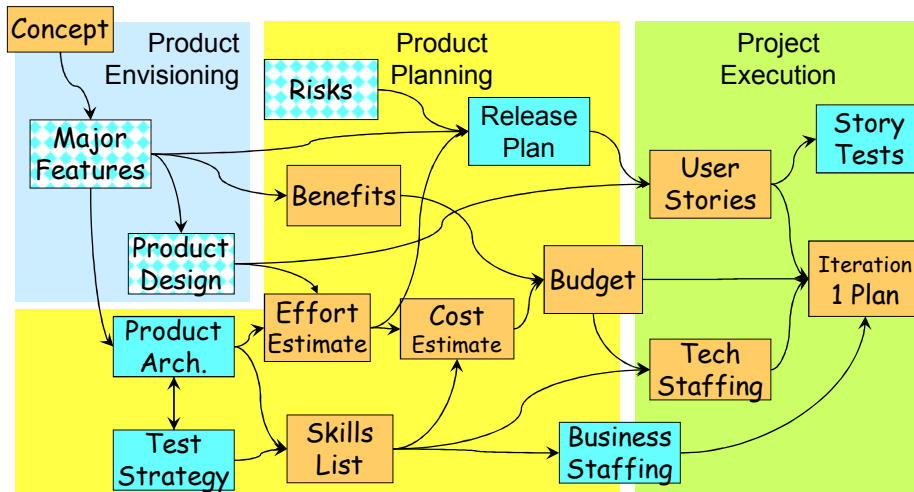 Concept
Product
Envisioning
Product
Planning
Project
Execution
Risks
Major
Features
Release
Plan
Story
Tests
User
Stories
Benefits
Product
Design
Budget
Iteration
1 Plan
Effort
Estimate
Cost
Estimate
Product
Arch.
Tech
Staffing
Test
Strategy
Skills
List
Business
Staffing